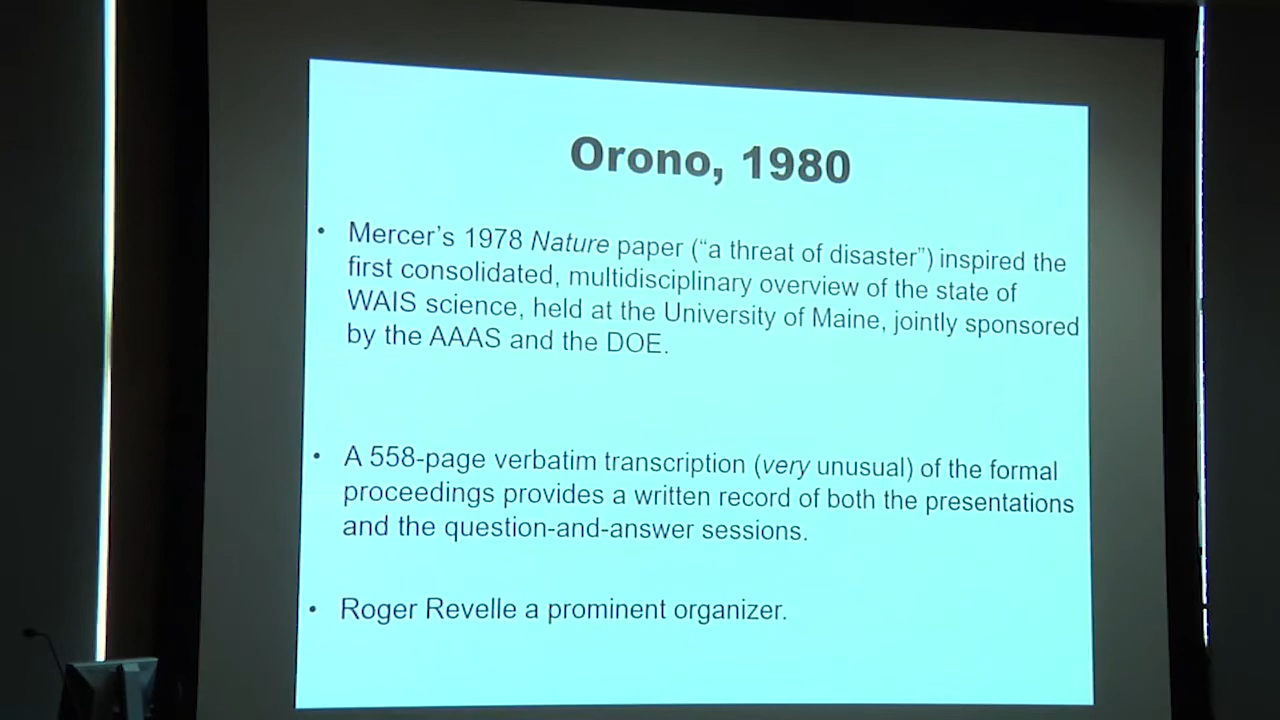 Orono, 1980
• Mercer’s 1978 Nature paper (“a threat of disaster”) inspired the
first consolidated, multidisciplinary overview of the state of
WAIS science, held at the University of Maine, jointly sponsored
by the AAAS and the DOE.
• A 558-page verbatim transcription (very unusual) of the formal
proceedings provides a written record of both the presentations
and the question-and-answer sessions.
• Roger Revelle a prominent organizer.